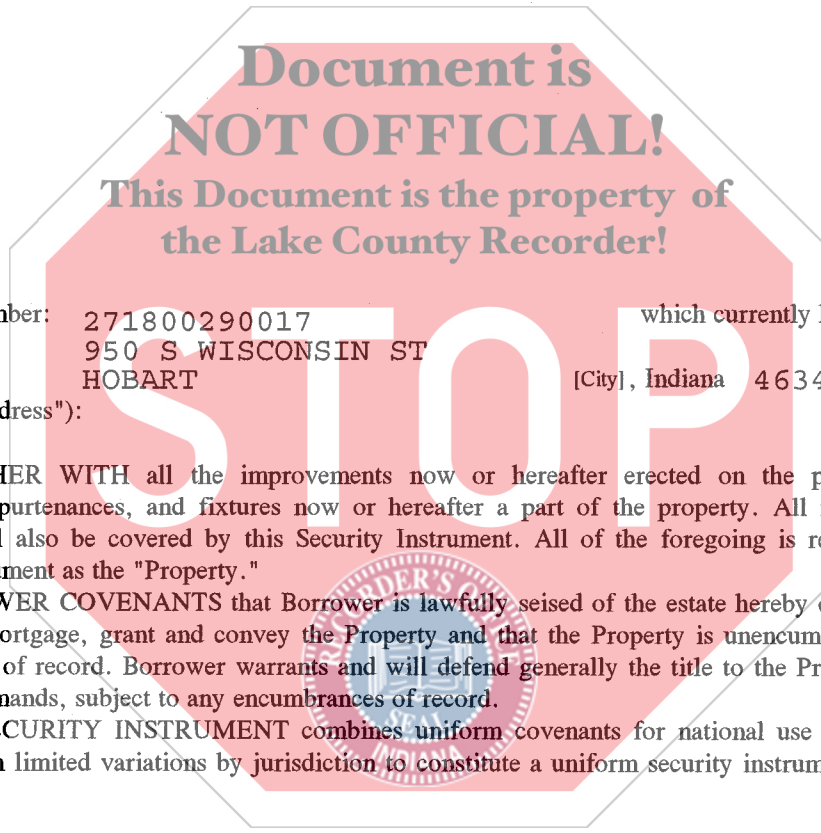 Document is
NOT OFFICIAL!
This Document is the property of
the Lake County Recorder!
STOP
271800290017 which currently
950 S WISCONSIN ST
HOBART [City], Indiana 4634
dress"):
HER WITH all the improvements now or hereafter erected on the
purtenances, and fixtures now or hereafter a part of the property. All
also be covered by this Security Instrument. All of the foregoing is
ment as the "Property."
WER COVENANTS that Borrower is lawfully seised of the estate hereby
ortgage, grant and convey the Property and that the Property is unencum
of record. Borrower warrants and will defend generally the title to the Pr
mands, subject to any encumbrances of record.
CURITY INSTRUMENT combines uniform covenants for national use
limited variations by jurisdiction to constitute a uniform security instrum
SEAL
INDIANA